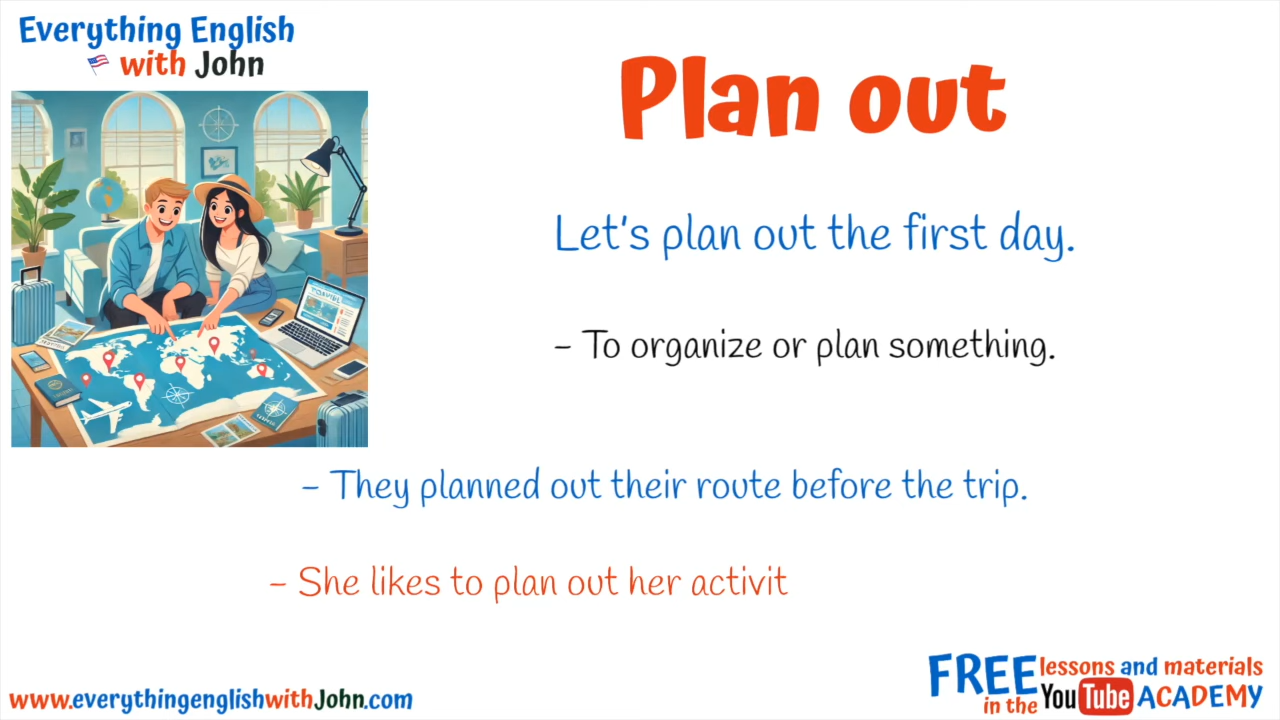 Everything English
with John
Plan out
Let's plan out the first day.
- To organize or plan something.
- They planned out their route before the trip.
- She likes to plan out her activit
www.everythingenglishwithJohn.com
FREE lessons and materials
in the YouTube ACADEMY